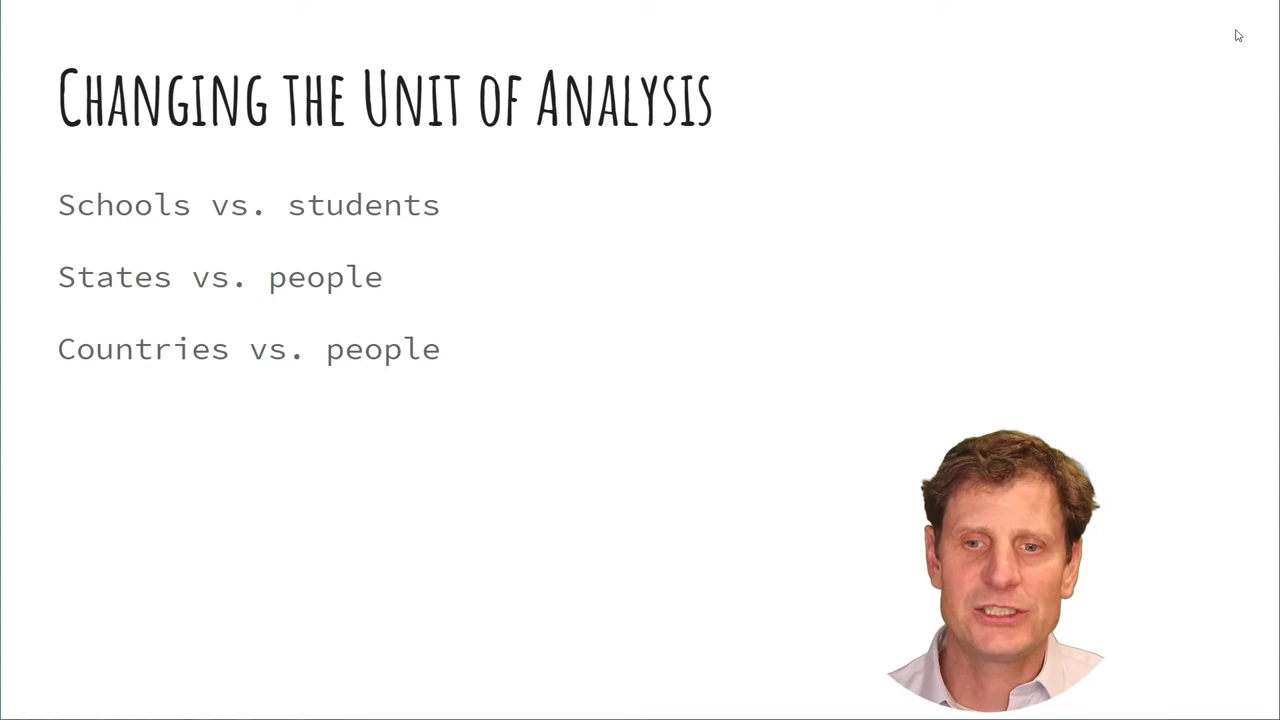 Changing the Unit of Analysis
Schools vs. students
States vs. people
Countries vs. people